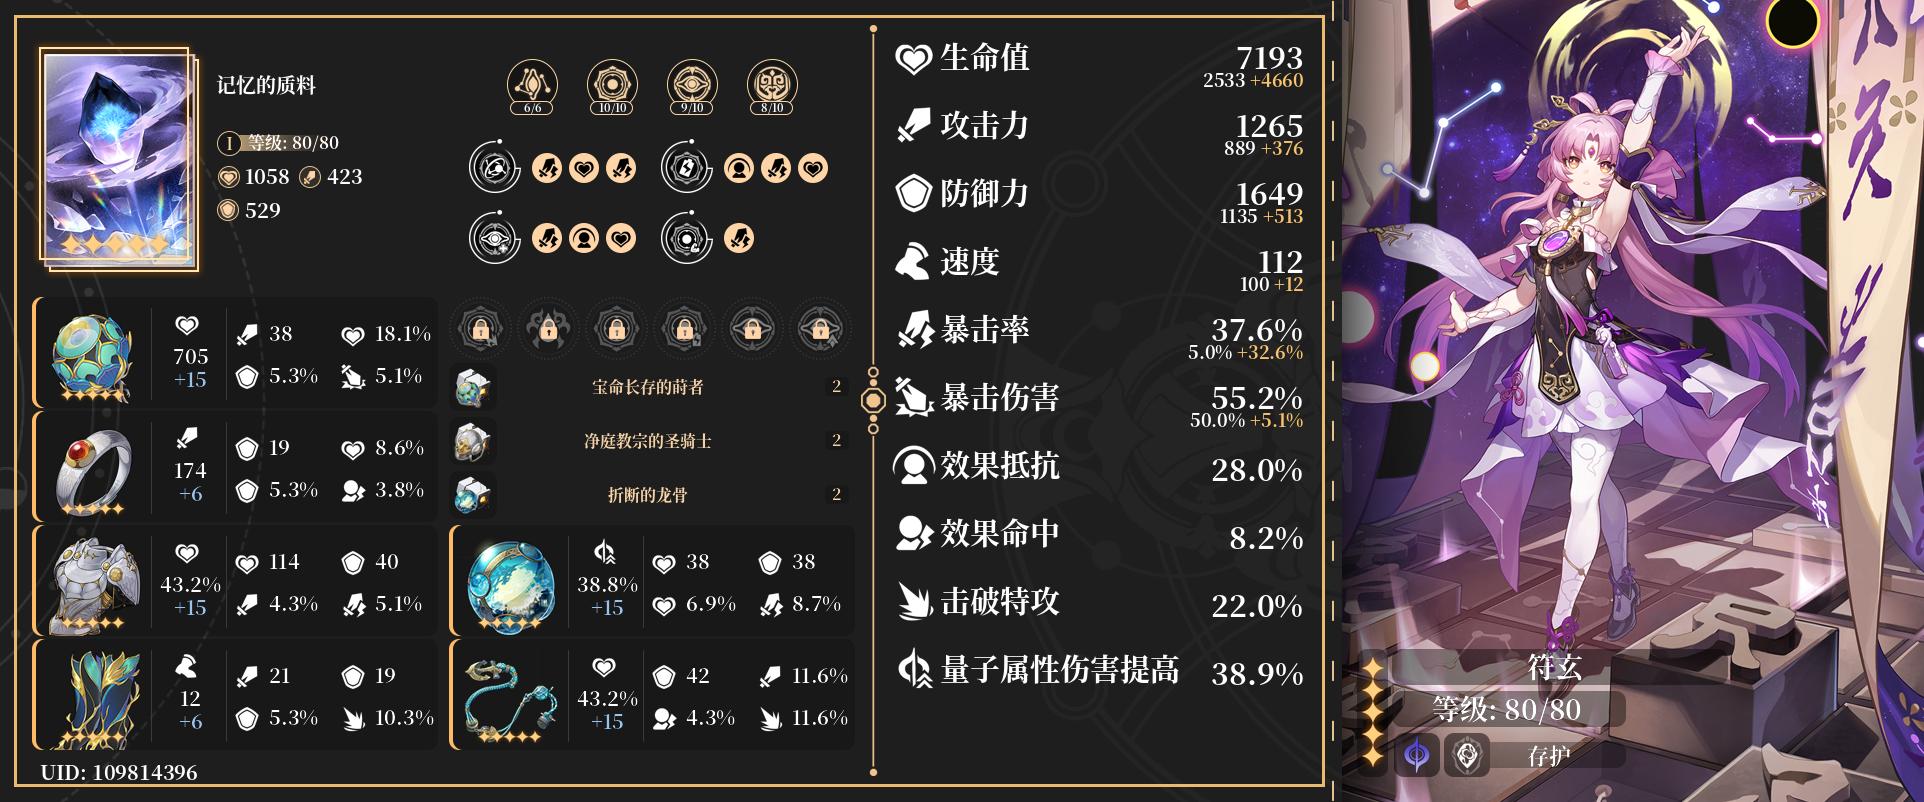 记忆的质料
I 等级: 80/80
1058 423
529
6/6 10/10 9/10 8/10
705
+15
38 18.1%
5.3% 5.1%
174
+6
19 8.6%
5.3% 3.8%
43.2%
+15
114 40
4.3% 5.1%
12
+6
21 19
5.3% 10.3%
宝命长存的莳者 2
净庭教宗的圣骑士 2
折断的龙骨 2
38.8%
+15
38 38
6.9% 8.7%
43.2%
+15
42 11.6%
4.3% 11.6%
UID: 109814396
生命值 7193
2533 +4660
攻击力 1265
889 +376
防御力 1649
1135 +513
速度 112
100 +12
暴击率 37.6%
5.0% +32.6%
暴击伤害 55.2%
50.0% +5.1%
效果抵抗 28.0%
效果命中 8.2%
击破特攻 22.0%
量子属性伤害提高 38.9%
符玄
等级: 80/80
存护